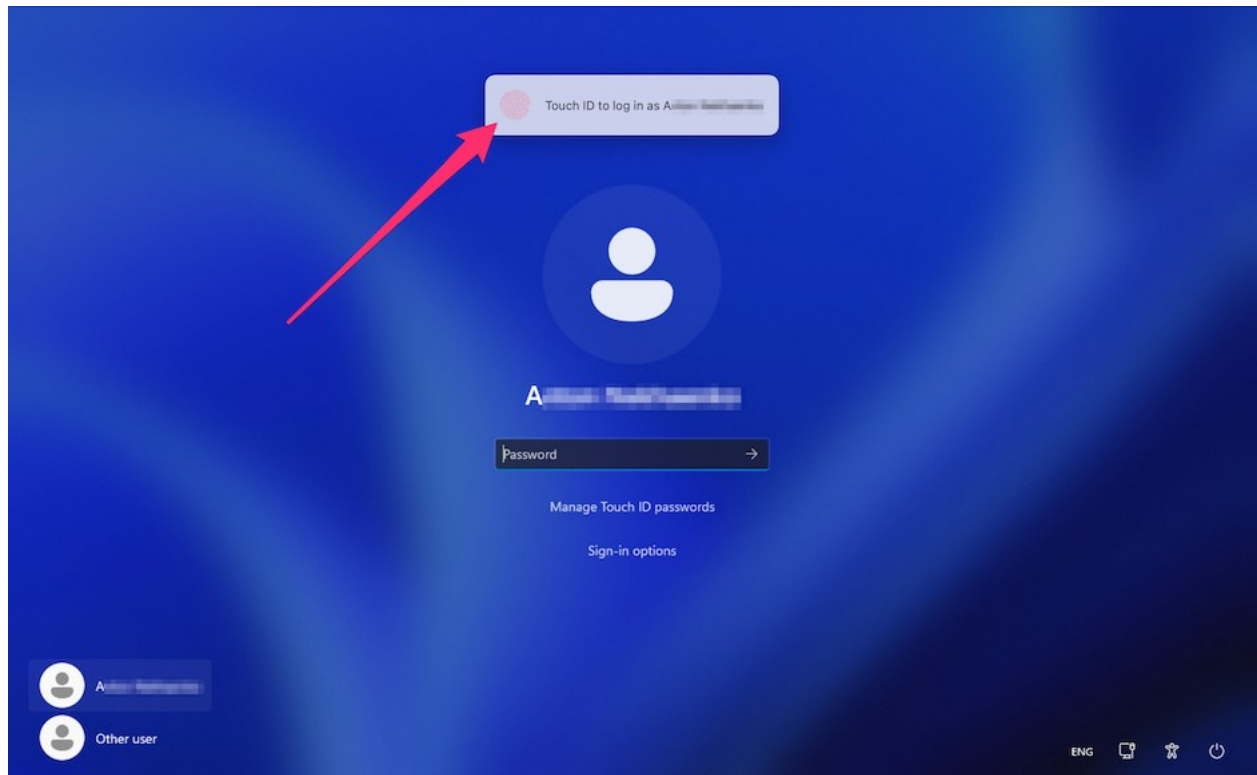 Touch ID to log in as A
A
Password
Manage Touch ID passwords
Sign-in options
A
Other user
ENG